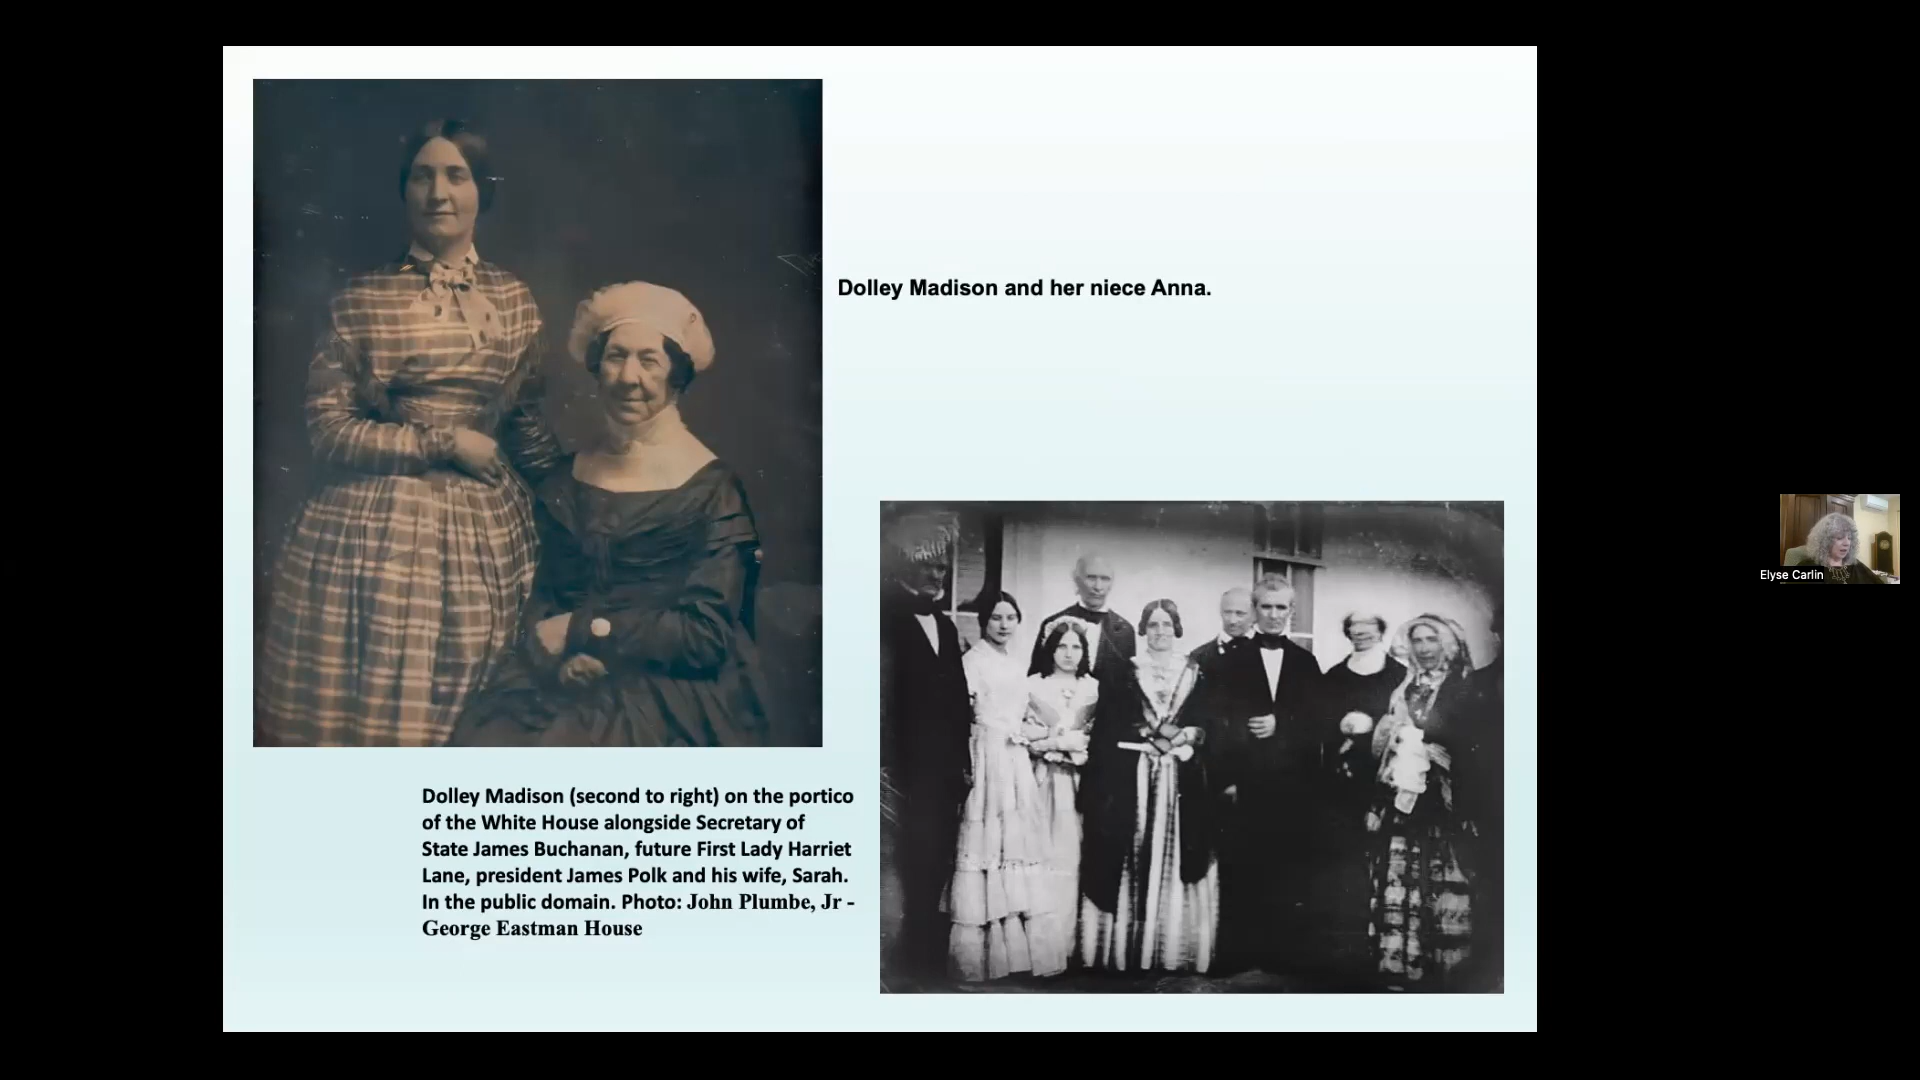 Dolley Madison and her niece Anna.
Dolley Madison (second to right) on the portico
of the White House alongside Secretary of
State James Buchanan, future First Lady Harriet
Lane, president James Polk and his wife, Sarah.
In the public domain. Photo: John Plumbe, Jr -
George Eastman House
Elyse Carlin